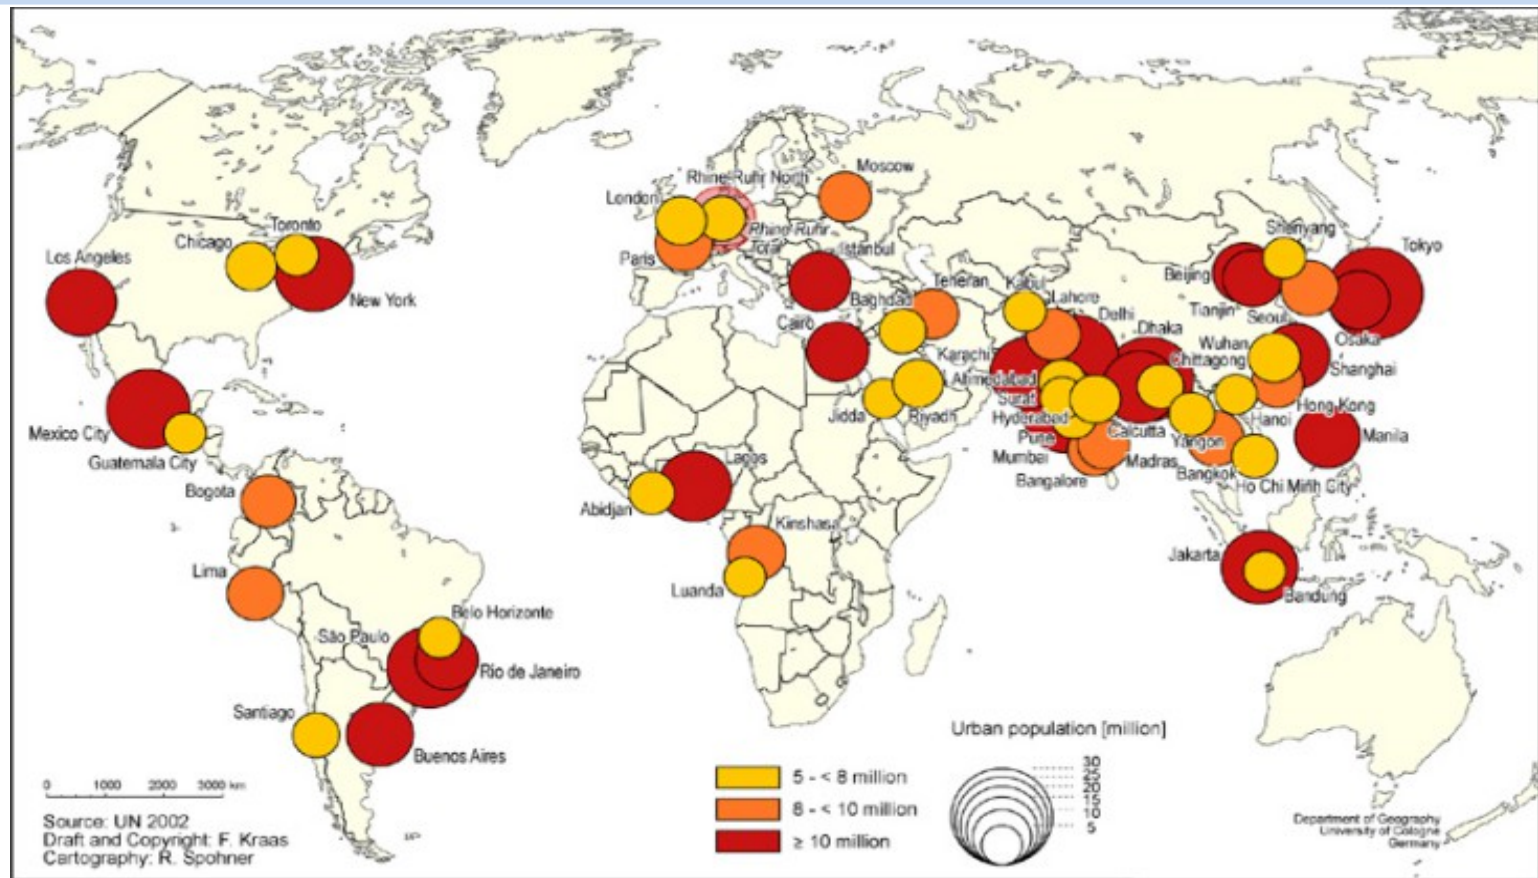 Moscow
Rhine-Ruhr North
London
Rhine-Ruhr
Total
Toronto
Chicago
Shenyang
Tokyo
Los Angeles
Paris
Istanbul
Beijing
New York
Teheran
Kabul
Baghdad
Lahore
Delhi
Dhaka
Tianjin
Seoul
Cairo
Osaka
Wuhan
Karachi
Chittagong
Shanghai
Ahmedabad
Surat
Jidda
Riyadh
Hyderabad
Hong Kong
Hanoi
Mexico City
Pune
Calcutta
Yangon
Manila
Guatemala City
Mumbai
Madras
Lagos
Bangkok
Bangalore
Ho Chi Minh City
Bogota
Abidjan
Kinshasa
Jakarta
Lima
Luanda
Bandung
Belo Horizonte
São Paulo
Rio de Janeiro
Santiago
Buenos Aires
Urban population [million]
30
25
20
15
10
5
5 - < 8 million
8 - < 10 million
≥ 10 million
0 1000 2000 3000 km
Source: UN 2002
Draft and Copyright: F. Kraas
Cartography: R. Spohner
Department of Geography
University of Cologne
Germany